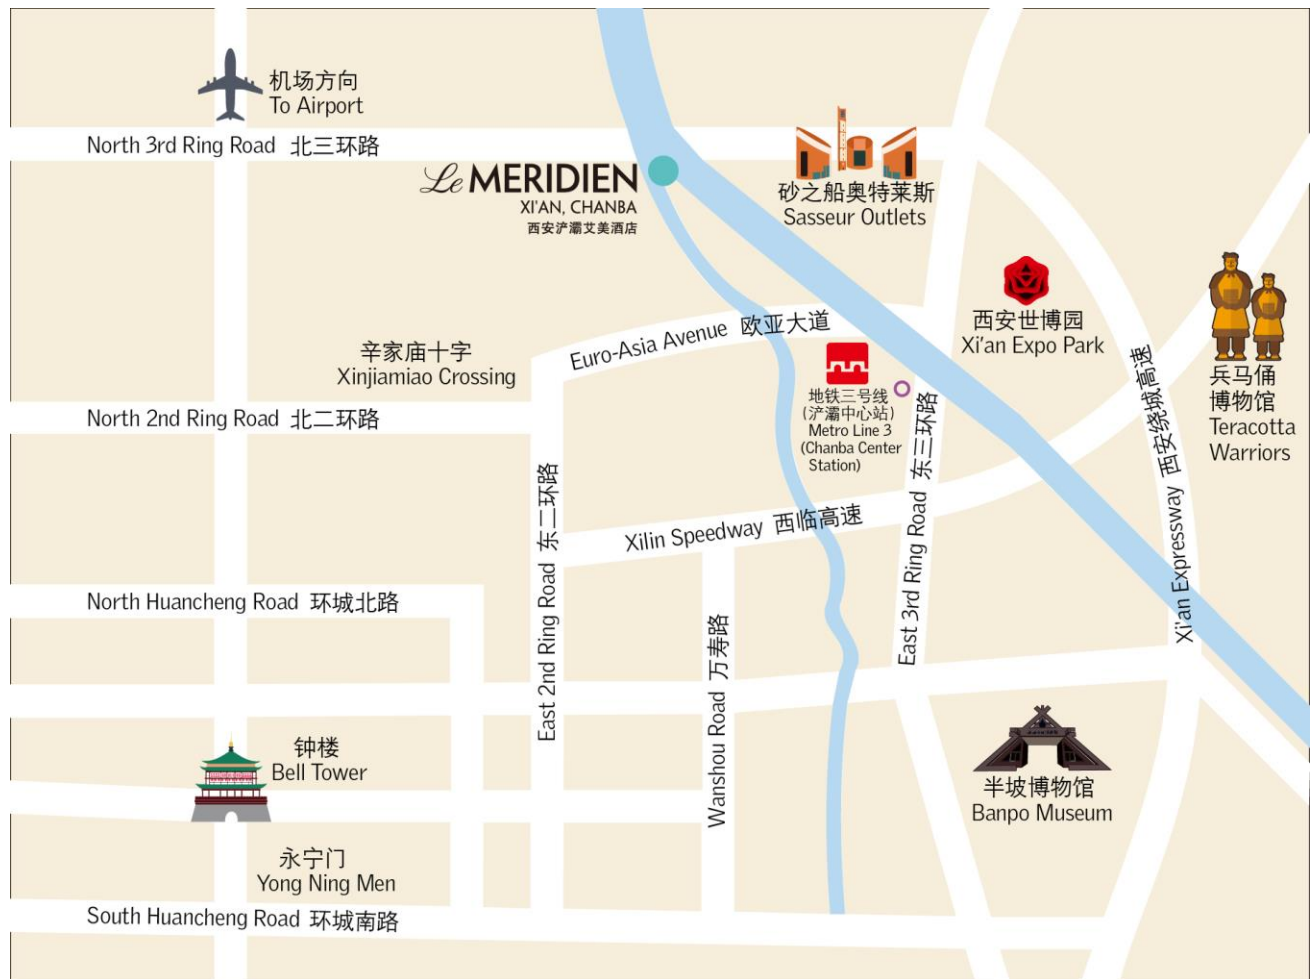 机场方向
To Airport
North 3rd Ring Road 北三环路
Le MERIDIEN
XI'AN, CHANBA
西安浐灞艾美酒店
砂之船奥特莱斯
Sasseur Outlets
西安世博园
Xi'an Expo Park
兵马俑
博物馆
Teracotta
Warriors
Euro-Asia Avenue 欧亚大道
辛家庙十字
Xinjiamiao Crossing
地铁三号线
(浐灞中心站)
Metro Line 3
(Chanba Center
Station)
North 2nd Ring Road 北二环路
Xilin Speedway 西临高速
East 2nd Ring Road 东二环路
East 3rd Ring Road 东三环路
Xi'an Expressway 西安绕城高速
North Huancheng Road 环城北路
Wanshou Road 万寿路
钟楼
Bell Tower
半坡博物馆
Banpo Museum
永宁门
Yong Ning Men
South Huancheng Road 环城南路